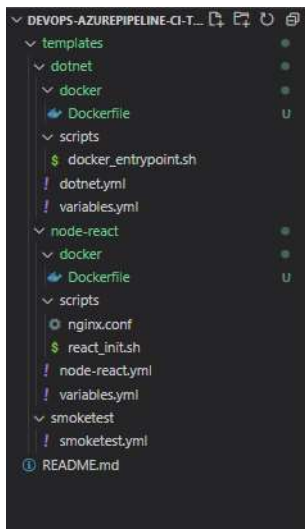 DEVOPS-AZUREPIPELINE-CI-T...
templates
dotnet
docker
Dockerfile U
scripts
$ docker_entrypoint.sh
! dotnet.yml
! variables.yml
node-react
docker
Dockerfile U
scripts
nginx.conf
$ react_init.sh
! node-react.yml
! variables.yml
smoketest
! smoketest.yml
README.md